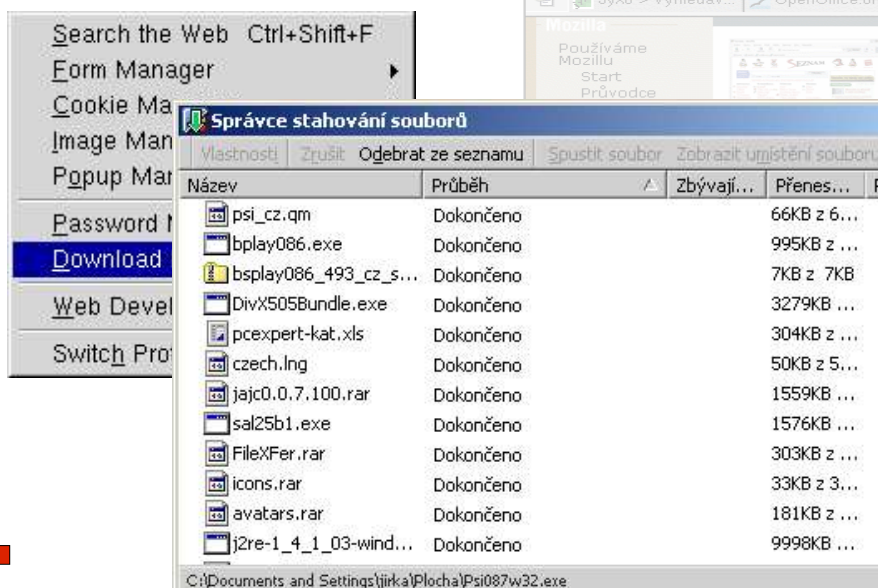 Search the Web Ctrl+Shift+F
Form Manager
Cookie Ma
Image Man
Popup Mar
Password
Download
Web Devel
Switch Pro
Mozilla
Používáme
Mozillu
Start
Průvodce
Správce stahování souborů
Vlastnosti Zrušit Odebrat ze seznamu Spustit soubor Zobrazit umístění souboru
Název Průběh Zbývají... Přenes...
psi_cz.qm Dokončeno 66KB z 6...
bplay086.exe Dokončeno 995KB z ...
bsplay086_493_cz_s... Dokončeno 7KB z 7KB
DivX505Bundle.exe Dokončeno 3279KB ...
pcexpert-kat.xls Dokončeno 304KB z ...
czech.lng Dokončeno 50KB z 5...
jajc0.0.7.100.rar Dokončeno 1559KB ...
sal25b1.exe Dokončeno 1576KB ...
FileXFer.rar Dokončeno 303KB z ...
icons.rar Dokončeno 33KB z 3...
avatars.rar Dokončeno 181KB z ...
j2re-1_4_1_03-wind... Dokončeno 9998KB ...
C:\Documents and Settings\jirka\Plocha\Psi087w32.exe